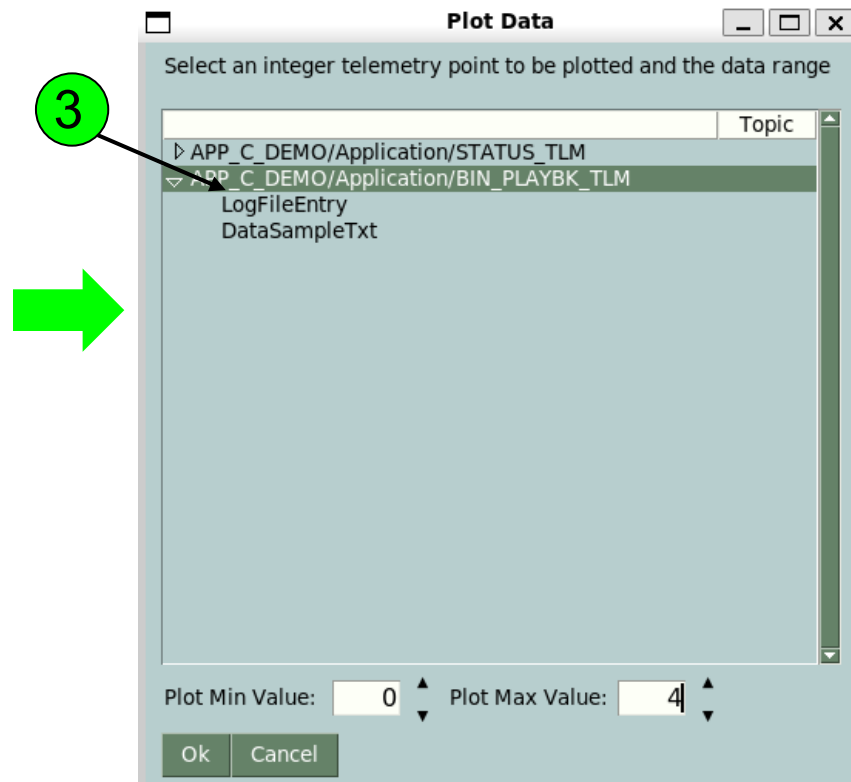 Plot Data
Select an integer telemetry point to be plotted and the data range
3
Topic
APP_C_DEMO/Application/STATUS_TLM
APP_C_DEMO/Application/BIN_PLAYBK_TLM
LogFileEntry
DataSampleTxt
Plot Min Value: 0 Plot Max Value: 4
Ok Cancel